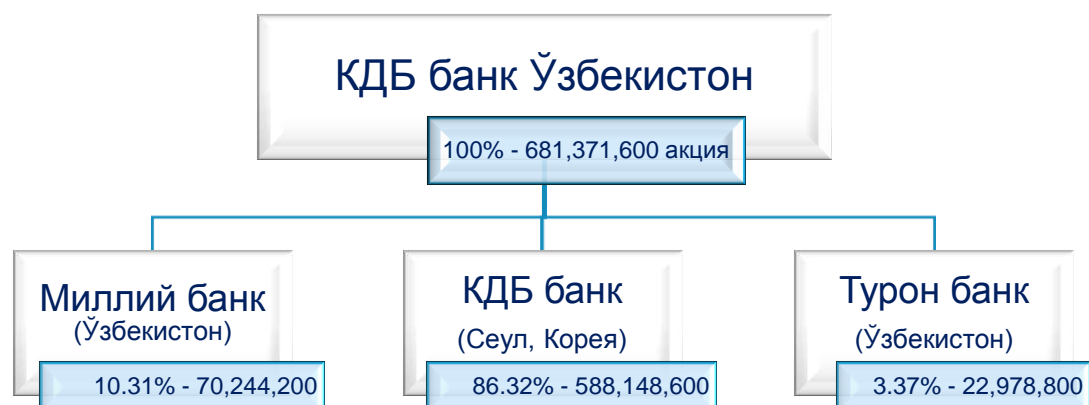 КДБ банк Ўзбекистон
100% - 681,371,600 акция
Миллий банк
(Ўзбекистон)
10.31% - 70,244,200
КДБ банк
(Сеул, Корея)
86.32% - 588,148,600
Турон банк
(Ўзбекистон)
3.37% - 22,978,800